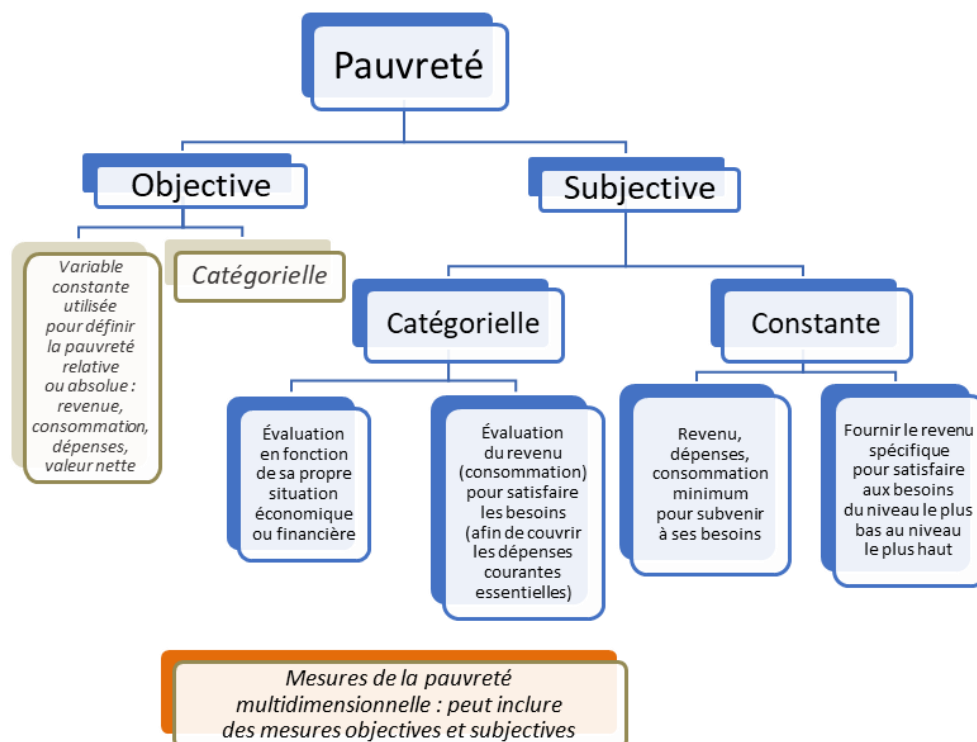 Pauvreté
Objective
Subjective
Variable
constante
utilisée
pour définir
la pauvreté
relative
ou absolue :
revenue,
consommation,
dépenses,
valeur nette
Catégorielle
Catégorielle
Constante
Évaluation
en fonction
de sa propre
situation
économique
ou financière
Évaluation
du revenu
(consommation)
pour satisfaire
les besoins
(afin de couvrir
les dépenses
courantes
essentielles)
Revenu,
dépenses,
consommation
minimum
pour subvenir
à ses besoins
Fournir le revenu
spécifique
pour satisfaire
aux besoins
du niveau le plus
bas au niveau
le plus haut
Mesures de la pauvreté
multidimensionnelle : peut inclure
des mesures objectives et subjectives